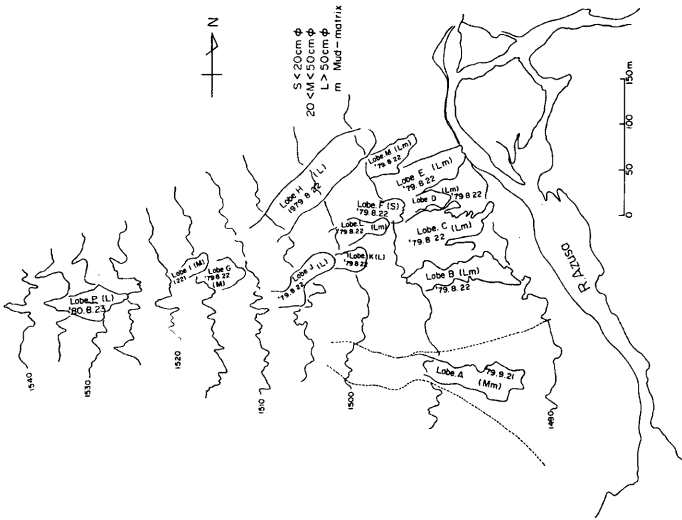 N
S < 20cm φ
20 < M < 50cm φ
L > 50cm φ
m Mud-matrix
150m
100
50
0
R. Azusa
Lobe H (L)
1979.8.22
Lobe M (Lm)
'79.8.22
Lobe E (Lm)
'79.8.22
Lobe D (Lm)
'79.8.22
Lobe F (S)
'79.8.22
Lobe L (Lm)
'79.8.22
Lobe C (Lm)
'79.8.22
Lobe K (L)
'79.8.22
Lobe J (L)
'79.8.22
Lobe B (Lm)
'79.8.22
Lobe I (M)
Lobe G
'79.8.22
(M)
Lobe P (L)
'80.8.23
Lobe A
'79.9.21
(Mm)
1540
1530
1520
1510
1500
1490